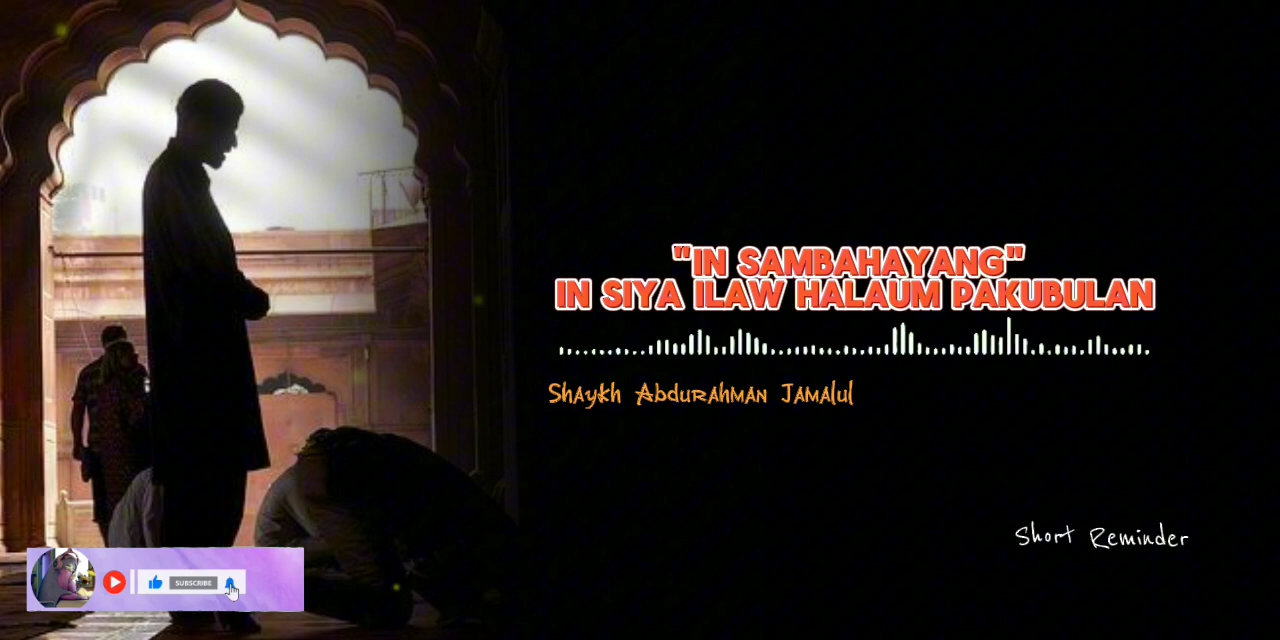 "IN SAMBAHAYANG"
IN SIYA ILAW HALAUM PAKUBULAN
Shaykh Abdurahman Jamalul
Short Reminder
SUBSCRIBE